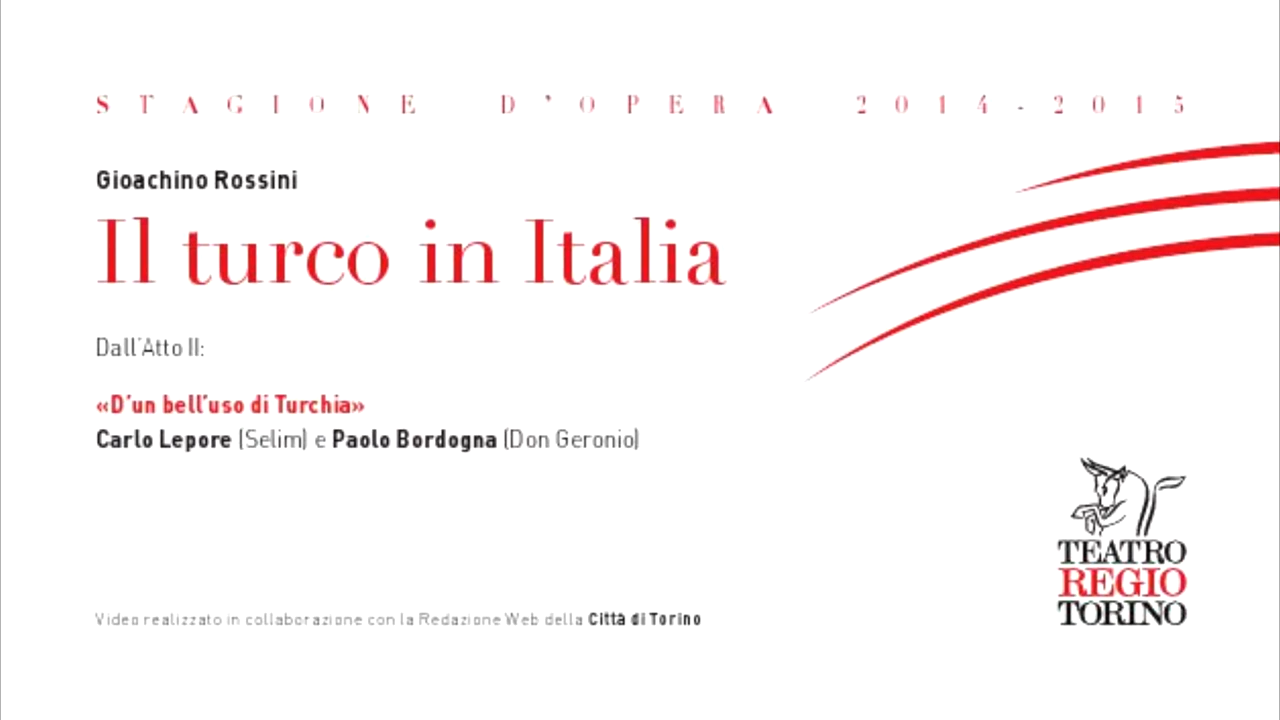 STAGIONE D'OPERA 2014-2015
Gioachino Rossini
Il turco in Italia
Dall'Atto II:
«D'un bell'uso di Turchia»
Carlo Lepore (Selim) e Paolo Bordogna (Don Geronio)
TEATRO
REGIO
TORINO
Video realizzato in collaborazione con la Redazione Web della Città di Torino